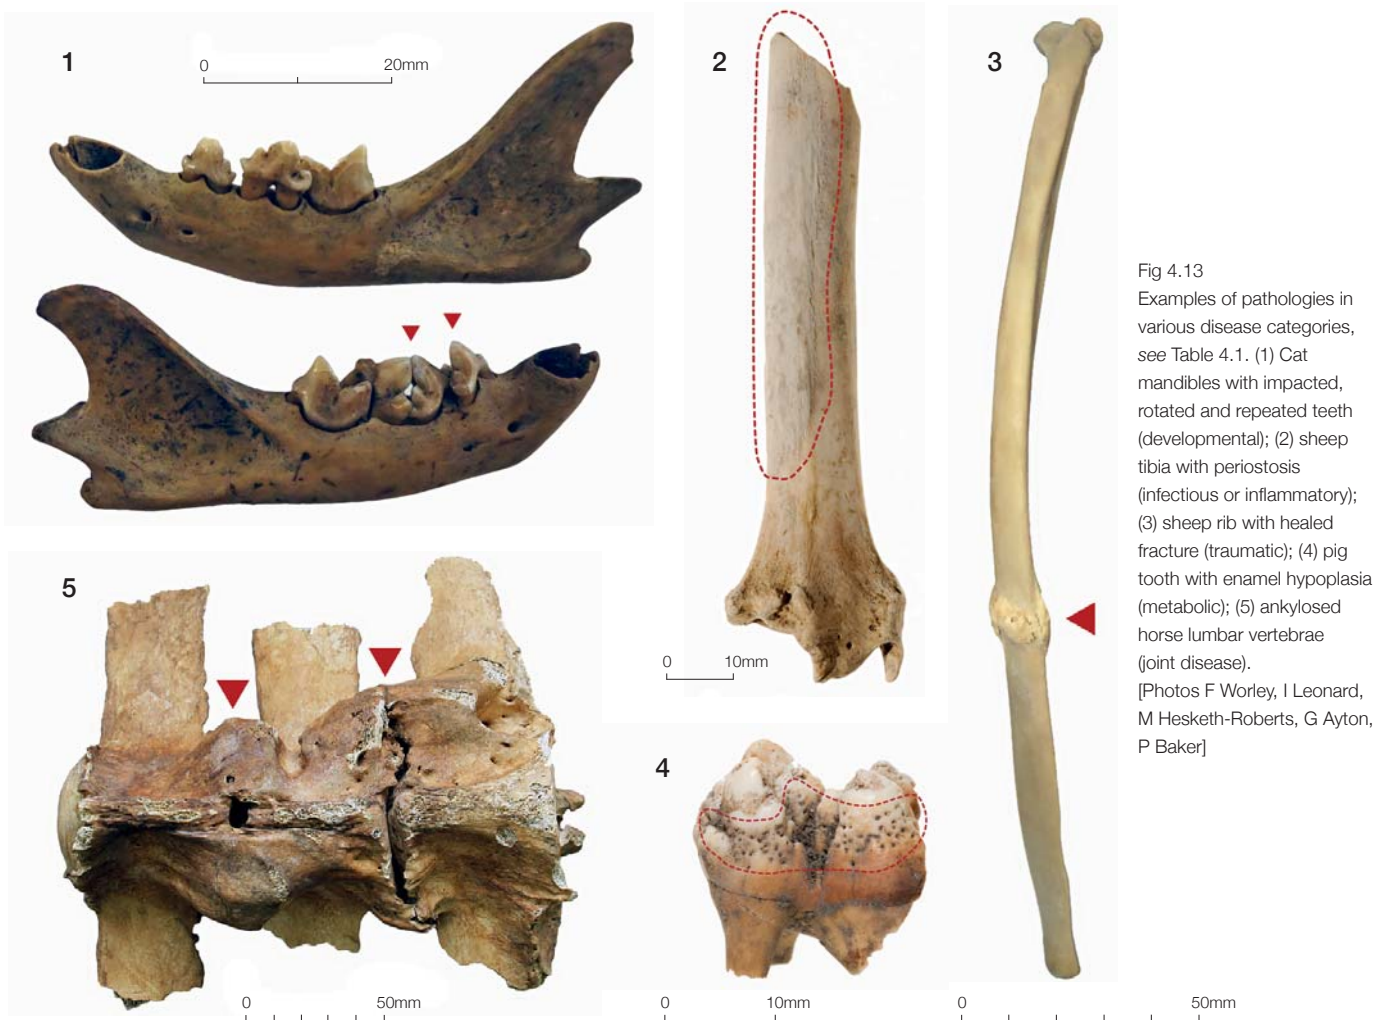 1
0 20mm
2
3
0 10mm
5
4
0 50mm
0 10mm
0 50mm
Fig 4.13
Examples of pathologies in
various disease categories,
see Table 4.1. (1) Cat
mandibles with impacted,
rotated and repeated teeth
(developmental); (2) sheep
tibia with periostosis
(infectious or inflammatory);
(3) sheep rib with healed
fracture (traumatic); (4) pig
tooth with enamel hypoplasia
(metabolic); (5) ankylosed
horse lumbar vertebrae
(joint disease).
[Photos F Worley, I Leonard,
M Hesketh-Roberts, G Ayton,
P Baker]